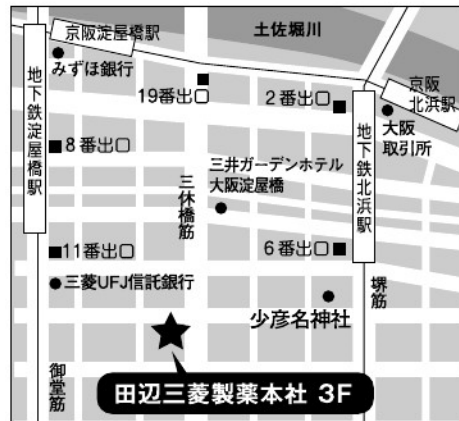 京阪淀屋橋駅
土佐堀川
みずほ銀行
地下鉄淀屋橋駅
19番出口
2番出口
京阪
北浜駅
大阪
取引所
8番出口
地下鉄北浜駅
三井ガーデンホテル
大阪淀屋橋
三休橋筋
11番出口
6番出口
三菱UFJ信託銀行
少彦名神社
堺筋
御堂筋
田辺三菱製薬本社 3F